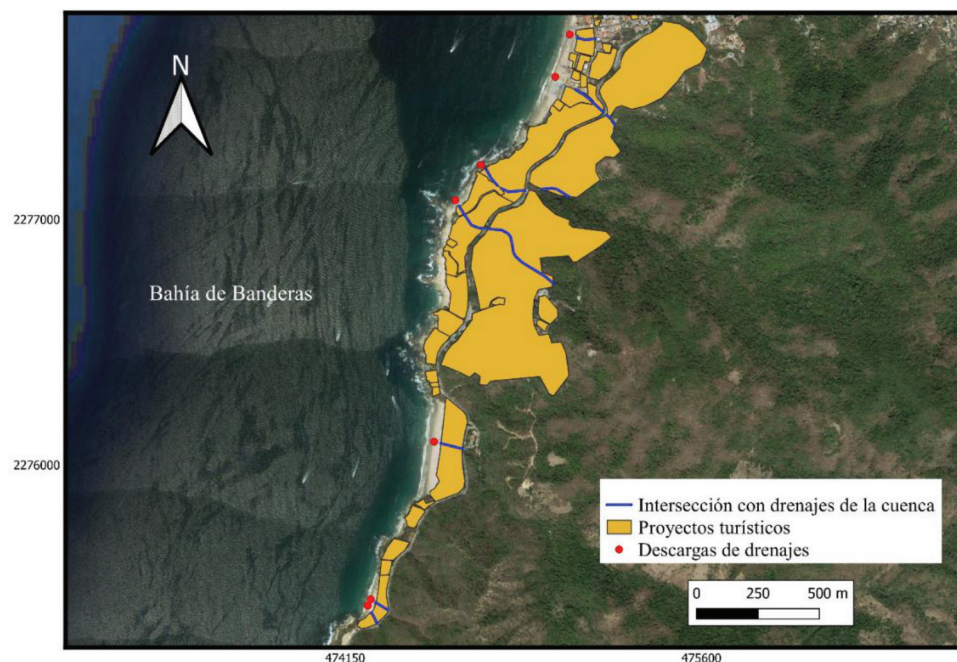 N
2277000
Bahía de Banderas
2276000
Intersección con drenajes de la cuenca
Proyectos turísticos
Descargas de drenajes
0 250 500 m
474150 475600